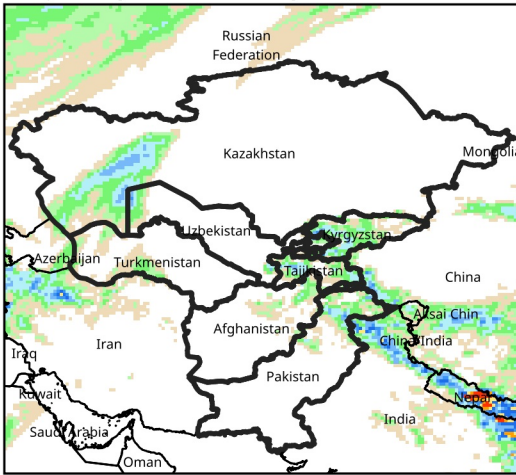 Russian
Federation
Kazakhstan
Mongolia
Uzbekistan
Kyrgyzstan
Azerbaijan
Turkmenistan
Tajikistan
China
Aksai Chin
Afghanistan
China/India
Iran
Iraq
Pakistan
Kuwait
Nepal
India
Saudi Arabia
Oman